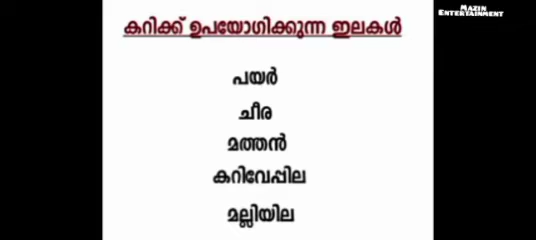 കറിക്ക് ഉപയോഗിക്കുന്ന ഇലകൾ
പയർ
ചീര
മത്തൻ
കറിവേപ്പില
മല്ലിയില
MAZIN
ENTERTAINMENT